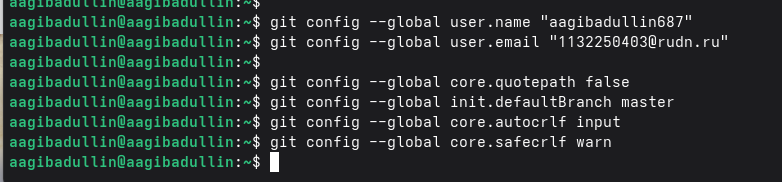 aagibadullin@aagibadullin:~$
aagibadullin@aagibadullin:~$ git config --global user.name "aagibadullin687"
aagibadullin@aagibadullin:~$ git config --global user.email "1132250403@rudn.ru"
aagibadullin@aagibadullin:~$
aagibadullin@aagibadullin:~$ git config --global core.quotepath false
aagibadullin@aagibadullin:~$ git config --global init.defaultBranch master
aagibadullin@aagibadullin:~$ git config --global core.autocrlf input
aagibadullin@aagibadullin:~$ git config --global core.safecrlf warn
aagibadullin@aagibadullin:~$